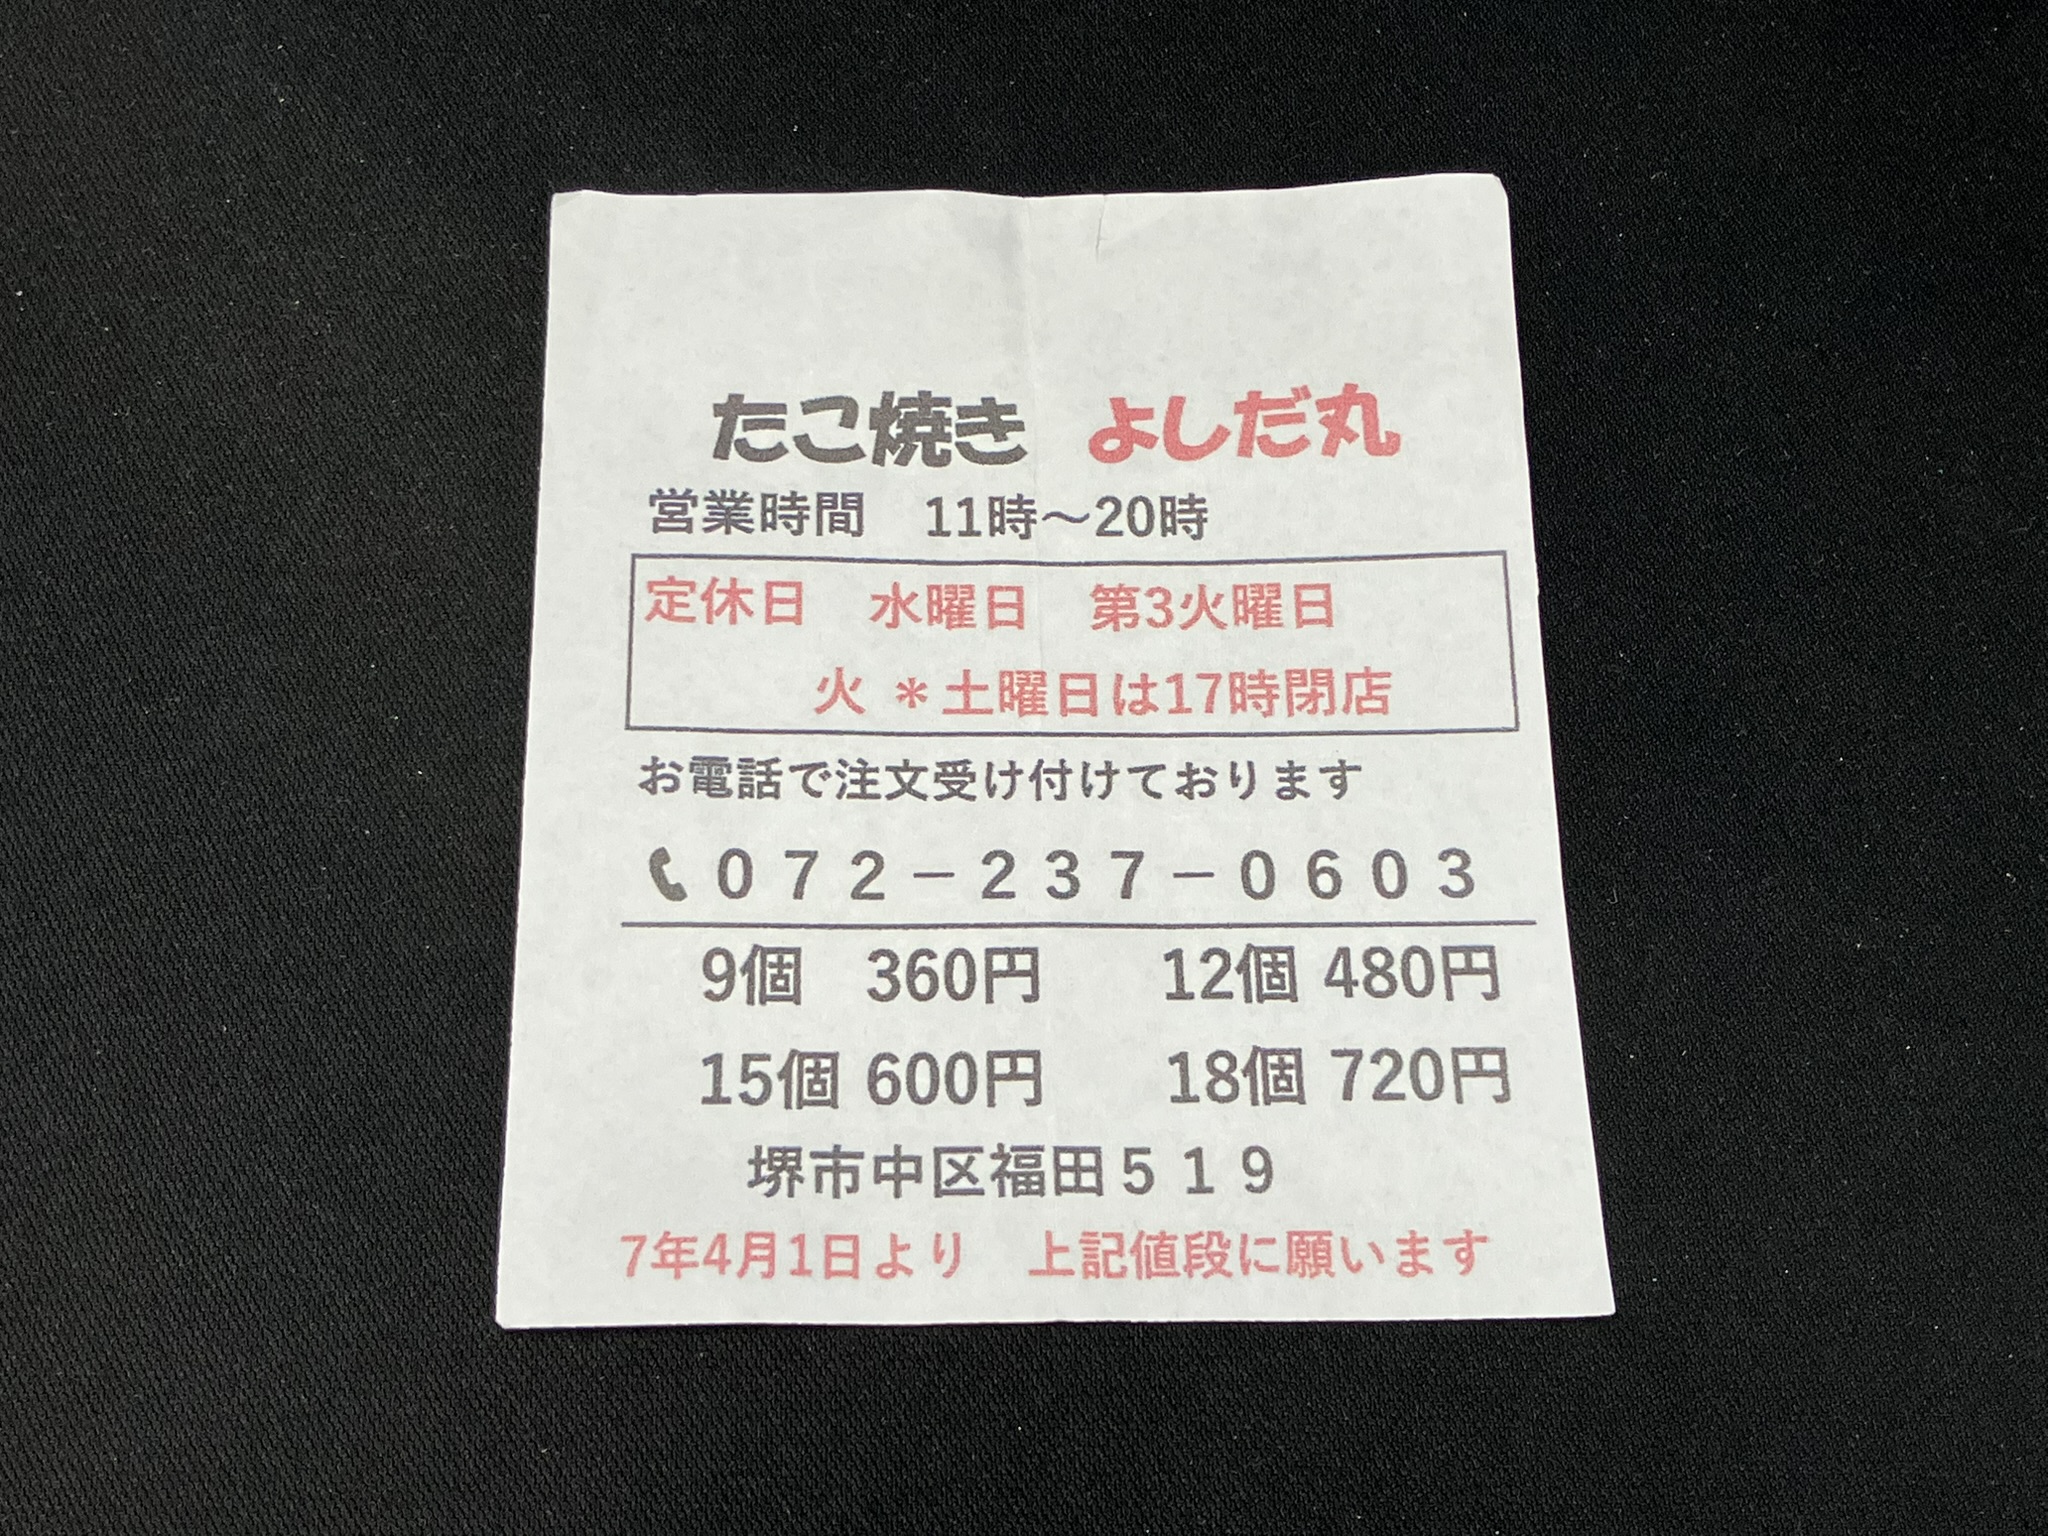 たこ焼き　よしだ丸
営業時間　11時～20時
定休日　水曜日　第3火曜日
火 ＊土曜日は17時閉店
お電話で注文受け付けております
０７２－２３７－０６０３
9個　360円　12個 480円
15個 600円　18個 720円
堺市中区福田５１９
7年4月1日より　上記値段に願います